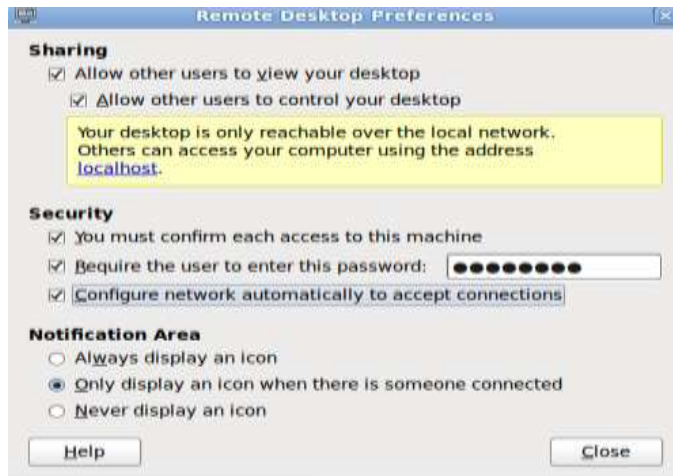 Remote Desktop Preferences
Sharing
Allow other users to view your desktop
Allow other users to control your desktop
Your desktop is only reachable over the local network.
Others can access your computer using the address
localhost.
Security
You must confirm each access to this machine
Require the user to enter this password: ●●●●●●●●
Configure network automatically to accept connections
Notification Area
Always display an icon
Only display an icon when there is someone connected
Never display an icon
Help
Close